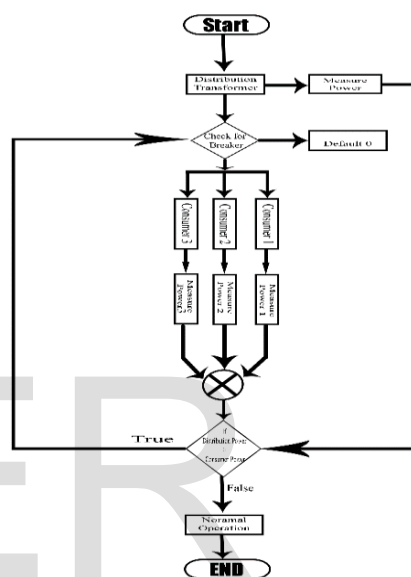 Start
Distribution
Transformer
Measure
Power
Check for
Breaker
Default 0
Consumer 3
Consumer 2
Consumer 1
Measure
Power 3
Measure
Power 2
Measure
Power 1
If
Distribution Power
Consumer Power
True
False
Noramal
Operation
END